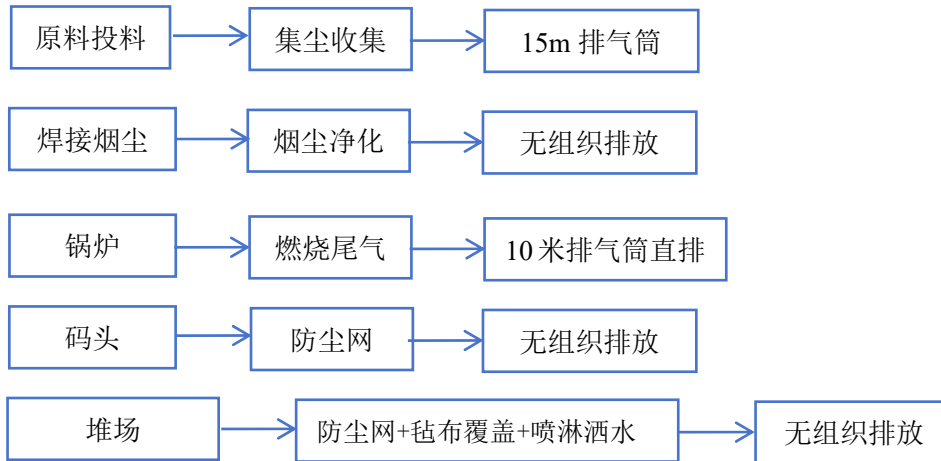 原料投料 集尘收集 15m 排气筒
焊接烟尘 烟尘净化 无组织排放
锅炉 燃烧尾气 10 米排气筒直排
码头 防尘网 无组织排放
堆场 防尘网+毡布覆盖+喷淋洒水 无组织排放